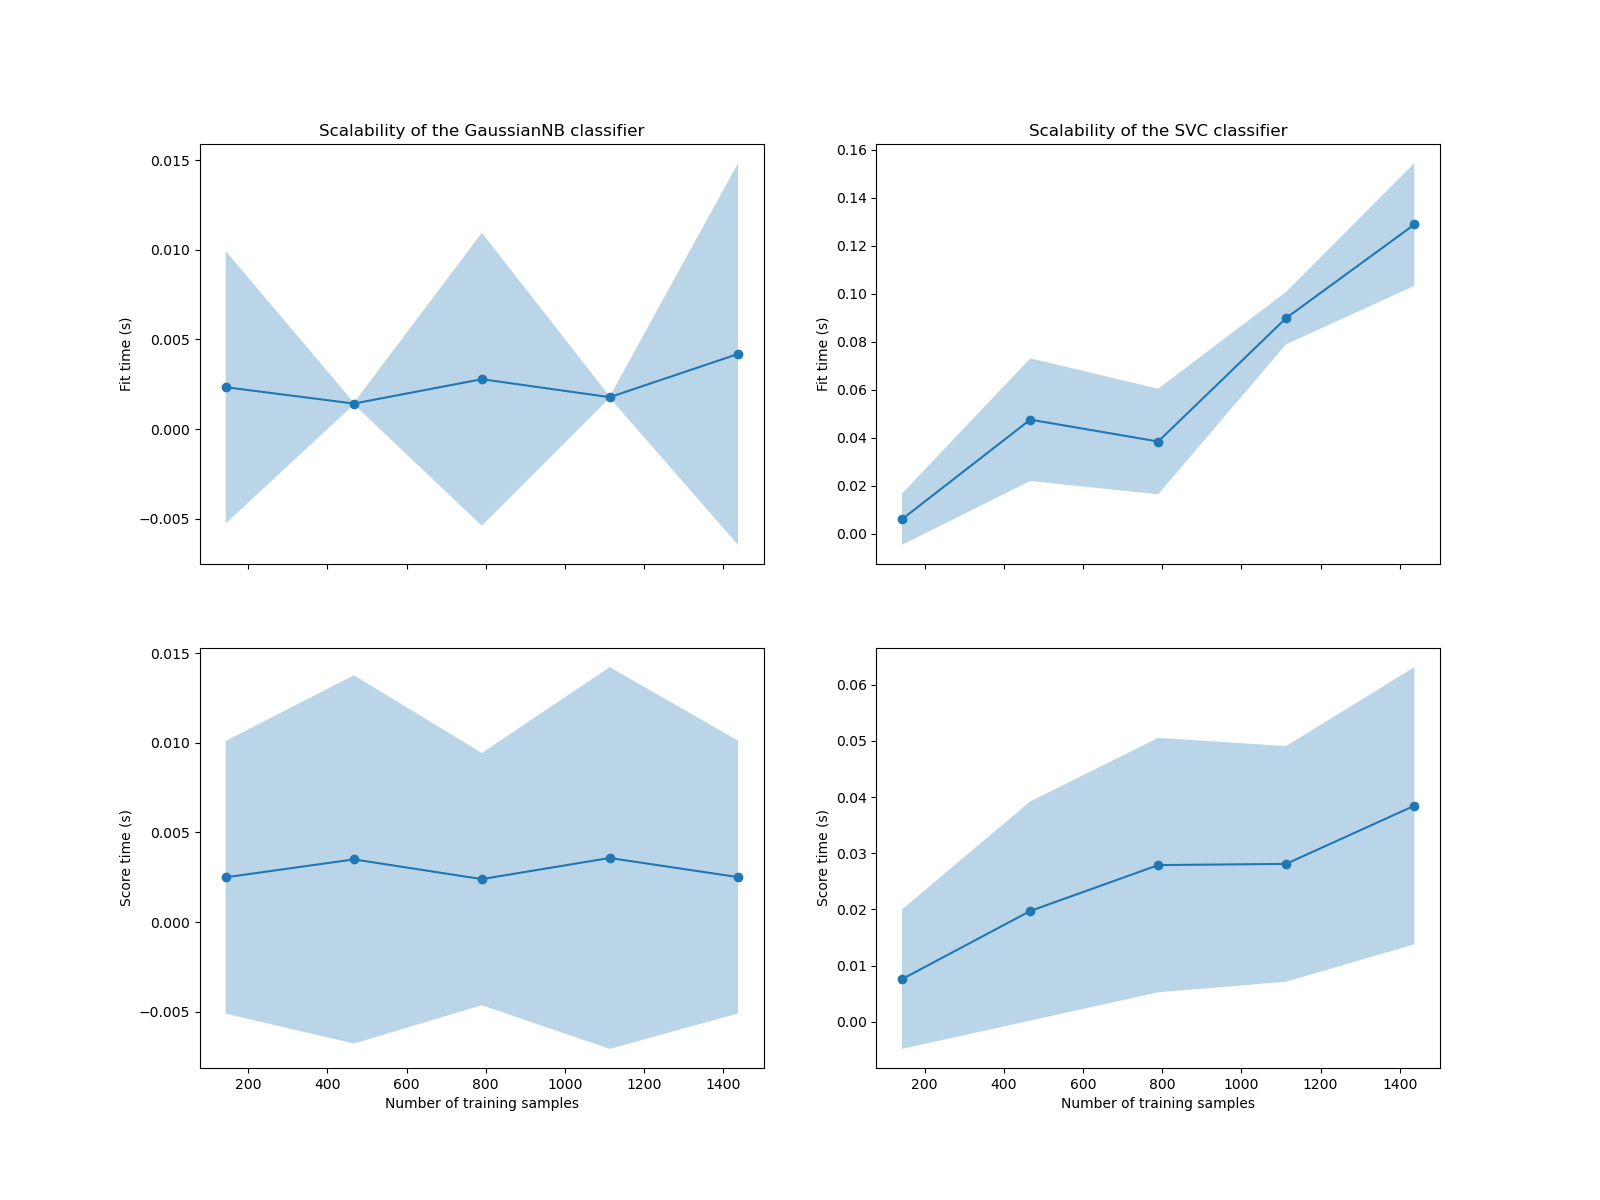 Scalability of the GaussianNB classifier
0.015
0.010
0.005
0.000
−0.005
Fit time (s)
Scalability of the SVC classifier
0.16
0.14
0.12
0.10
0.08
0.06
0.04
0.02
0.00
Fit time (s)
0.015
0.010
0.005
0.000
−0.005
Score time (s)
200 400 600 800 1000 1200 1400
Number of training samples
0.06
0.05
0.04
0.03
0.02
0.01
0.00
Score time (s)
200 400 600 800 1000 1200 1400
Number of training samples